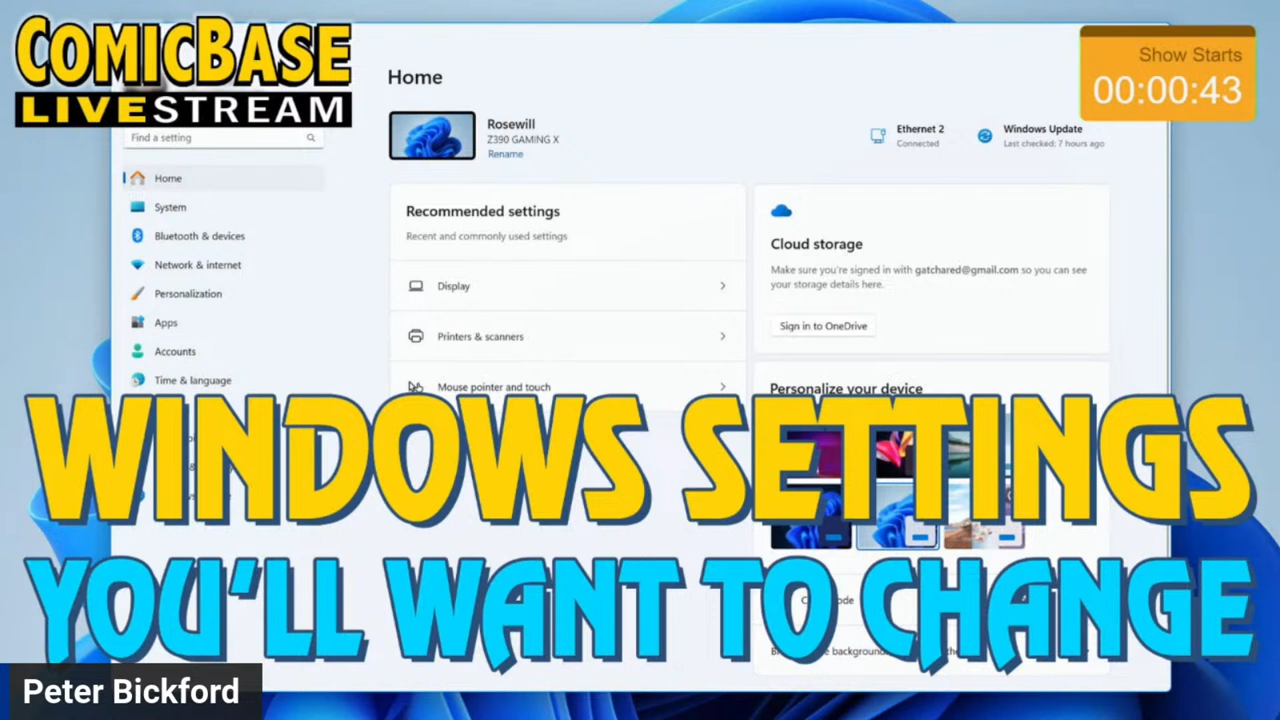 COMICBASE
LIVESTREAM
Show Starts
00:00:43
Home
Find a setting
Rosewill
Z390 GAMING X
Rename
Ethernet 2
Connected
Windows Update
Last checked: 7 hours ago
Home
System
Bluetooth & devices
Network & internet
Personalization
Apps
Accounts
Time & language
Recommended settings
Recent and commonly used settings
Display
Printers & scanners
Mouse pointer and touch
Cloud storage
Make sure you're signed in with gatchared@gmail.com so you can see
your storage details here.
Sign in to OneDrive
Personalize your device
WINDOWS SETTINGS
YOU'LL WANT TO CHANGE
Peter Bickford